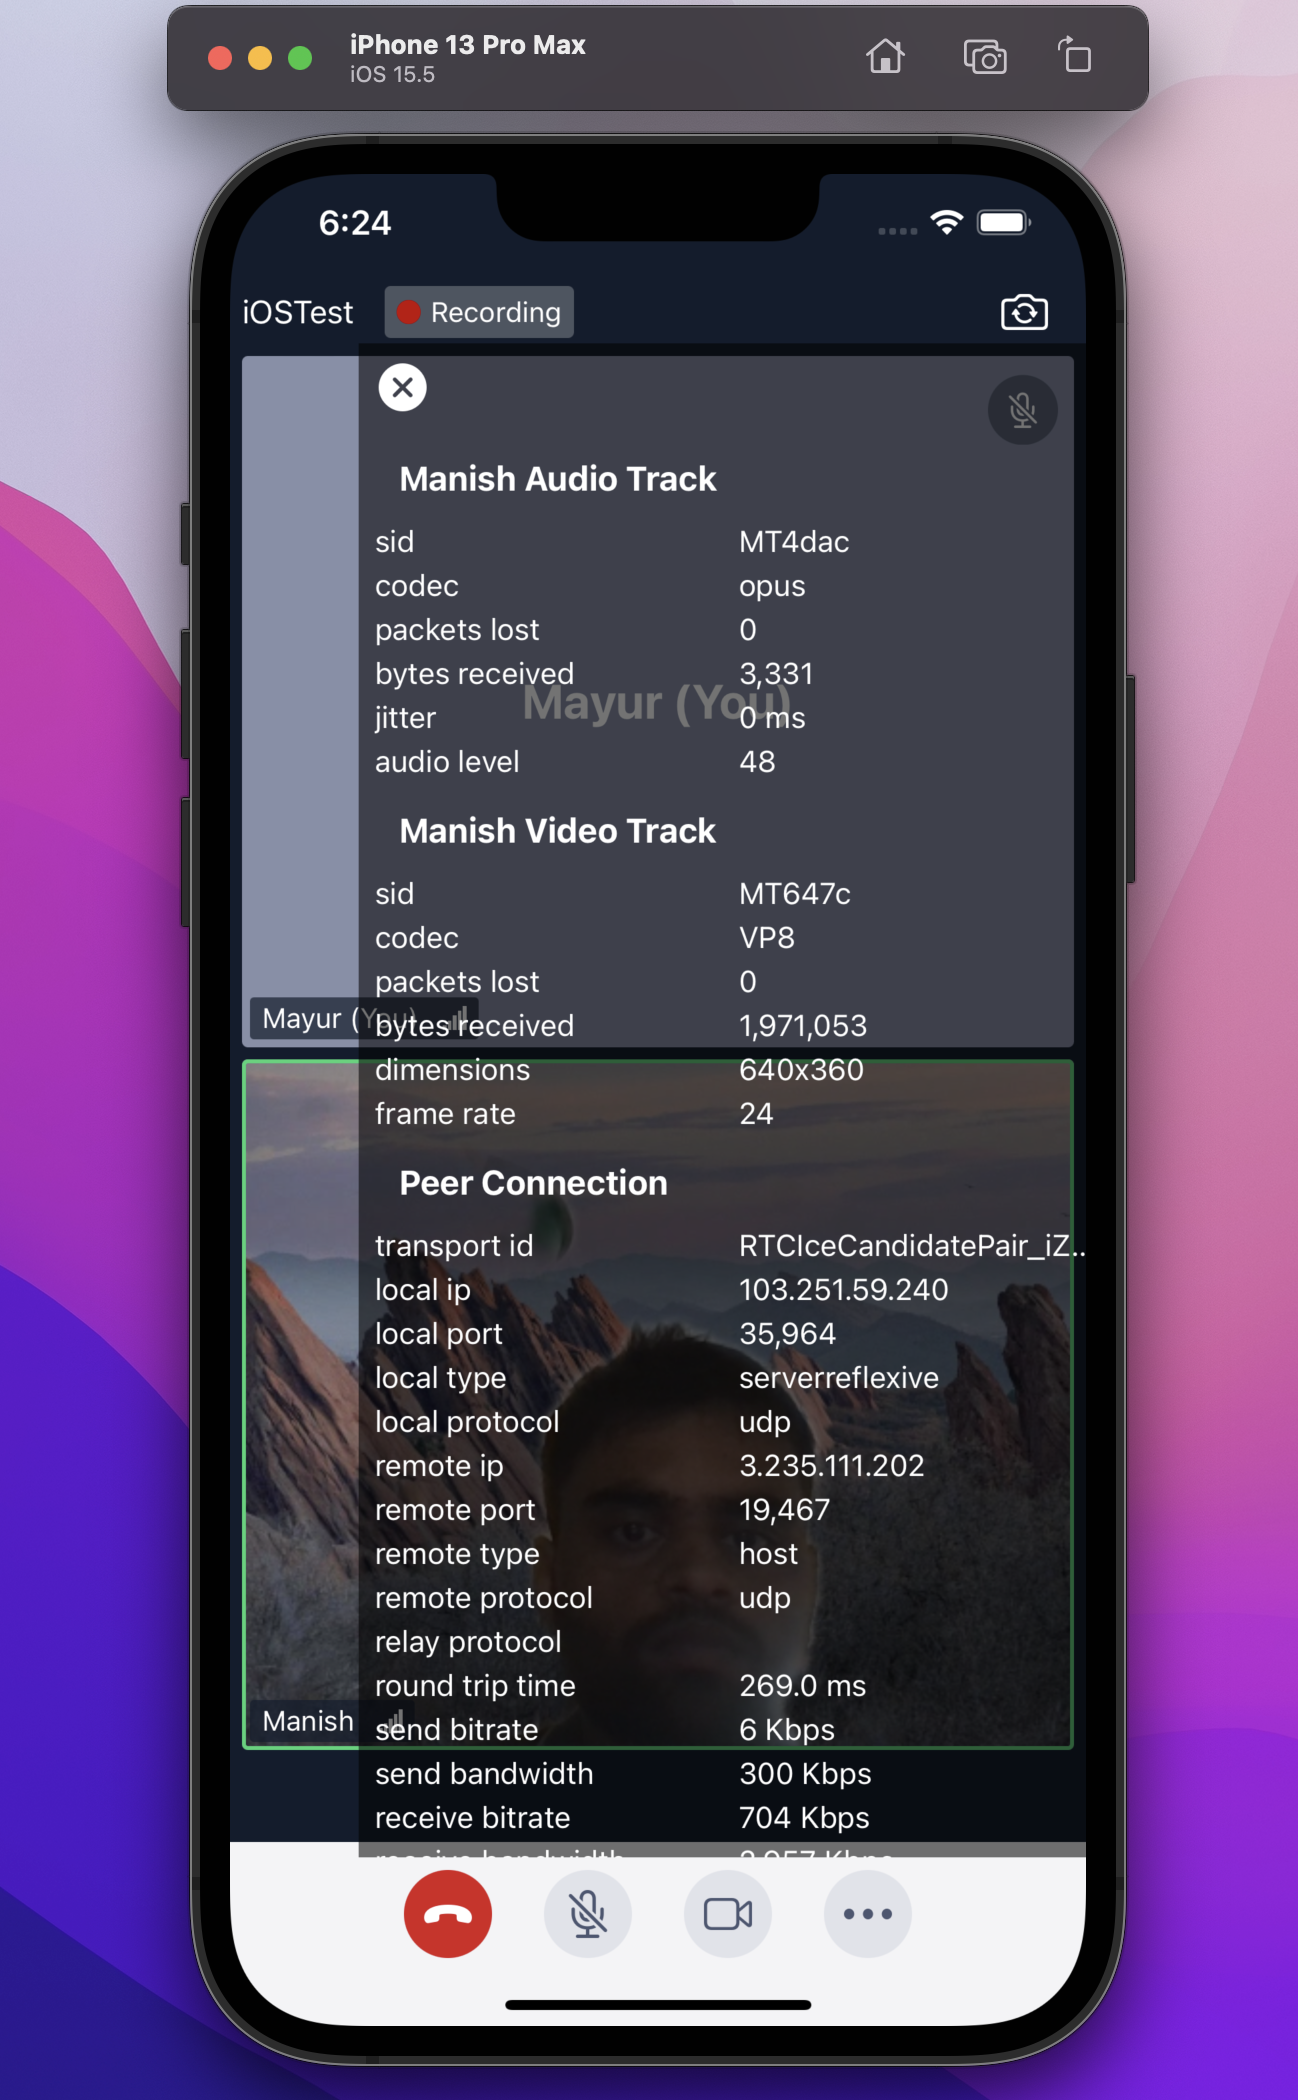 iPhone 13 Pro Max
iOS 15.5
6:24
iOSTest
Recording
Manish Audio Track
sid MT4dac
codec opus
packets lost 0
bytes received 3,331
Mayur (You)
jitter 0 ms
audio level 48
Manish Video Track
sid MT647c
codec VP8
packets lost 0
Mayur (You)
bytes received 1,971,053
dimensions 640x360
frame rate 24
Peer Connection
transport id RTCIceCandidatePair_iZ..
local ip 103.251.59.240
local port 35,964
local type serverreflexive
local protocol udp
remote ip 3.235.111.202
remote port 19,467
remote type host
remote protocol udp
relay protocol
round trip time 269.0 ms
Manish
send bitrate 6 Kbps
send bandwidth 300 Kbps
receive bitrate 704 Kbps
receive bandwidth